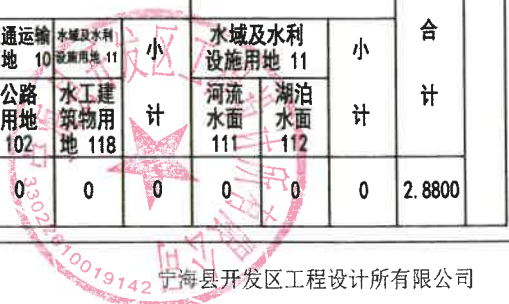 通运输 水域及水利 小 水域及水利 小 合
地 10 设施用地 11 设施用地 11
公路 水工建 计 河流 湖泊 计 计
用地 筑物用 水面 水面
102 地 118 111 112
0 0 0 0 0 0 2.8800
宁海县开发区工程设计所有限公司
33022610019142